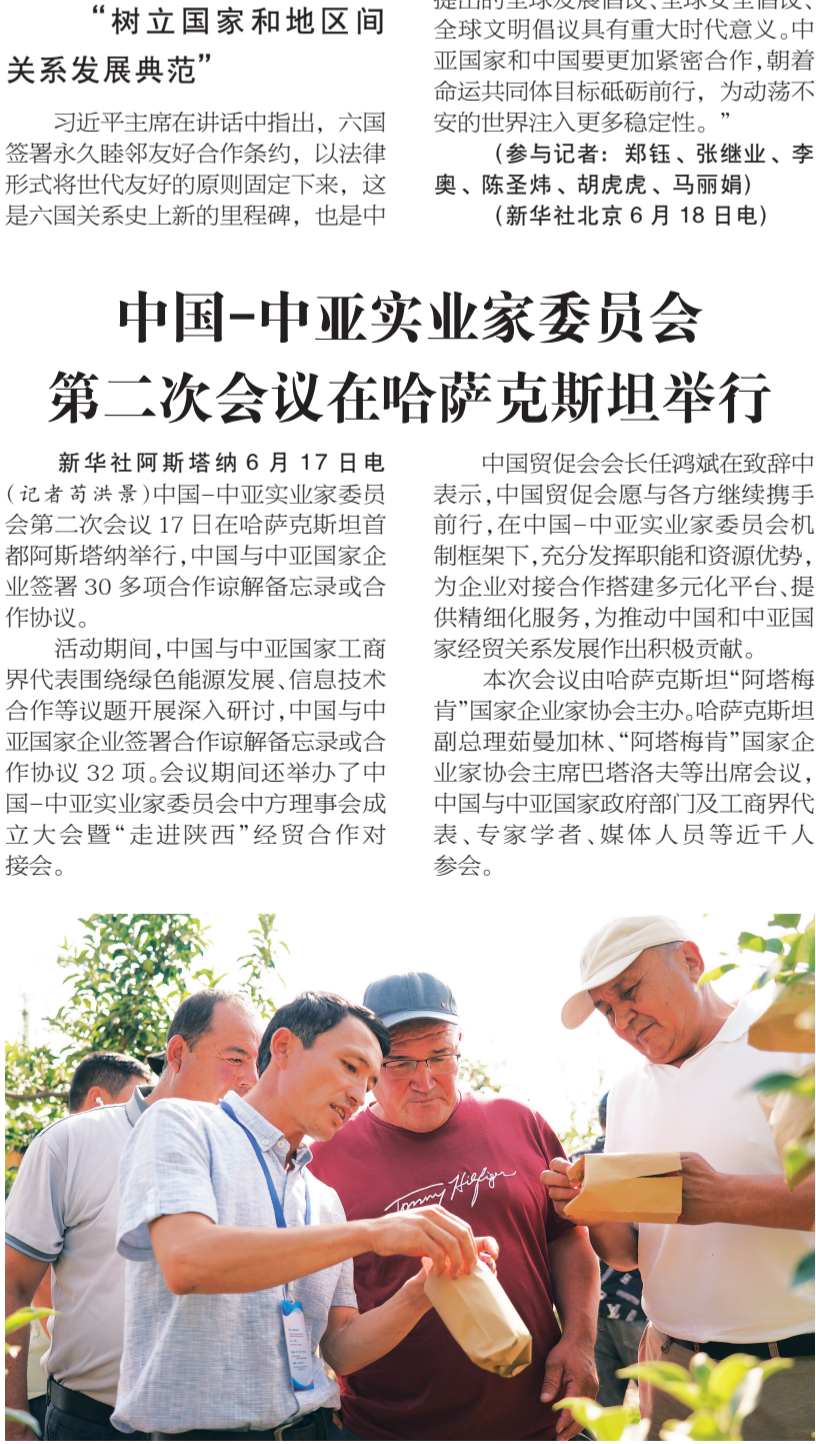 “树立国家和地区间
关系发展典范”
习近平主席在讲话中指出，六国
签署永久睦邻友好合作条约，以法律
形式将世代友好的原则固定下来，这
是六国关系史上新的里程碑，也是中
提出的全球发展倡议、全球安全倡议、
全球文明倡议具有重大时代意义。中
亚国家和中国要更加紧密合作，朝着
命运共同体目标砥砺前行，为动荡不
安的世界注入更多稳定性。”
（参与记者：郑钰、张继业、李
奥、陈圣炜、胡虎虎、马丽娟）
（新华社北京6月18日电）
中国－中亚实业家委员会
第二次会议在哈萨克斯坦举行
新华社阿斯塔纳6月17日电
（记者苟洪景）中国－中亚实业家委员
会第二次会议17日在哈萨克斯坦首
都阿斯塔纳举行，中国与中亚国家企
业签署30多项合作谅解备忘录或合
作协议。
活动期间，中国与中亚国家工商
界代表围绕绿色能源发展、信息技术
合作等议题开展深入研讨，中国与中
亚国家企业签署合作谅解备忘录或合
作协议32项。会议期间还举办了中
国－中亚实业家委员会中方理事会成
立大会暨“走进陕西”经贸合作对
接会。
中国贸促会会长任鸿斌在致辞中
表示，中国贸促会愿与各方继续携手
前行，在中国－中亚实业家委员会机
制框架下，充分发挥职能和资源优势，
为企业对接合作搭建多元化平台、提
供精细化服务，为推动中国和中亚国
家经贸关系发展作出积极贡献。
本次会议由哈萨克斯坦“阿塔梅
肯”国家企业家协会主办。哈萨克斯坦
副总理茹曼加林、“阿塔梅肯”国家企
业家协会主席巴塔洛夫等出席会议，
中国与中亚国家政府部门及工商界代
表、专家学者、媒体人员等近千人
参会。
Tommy Hilfiger